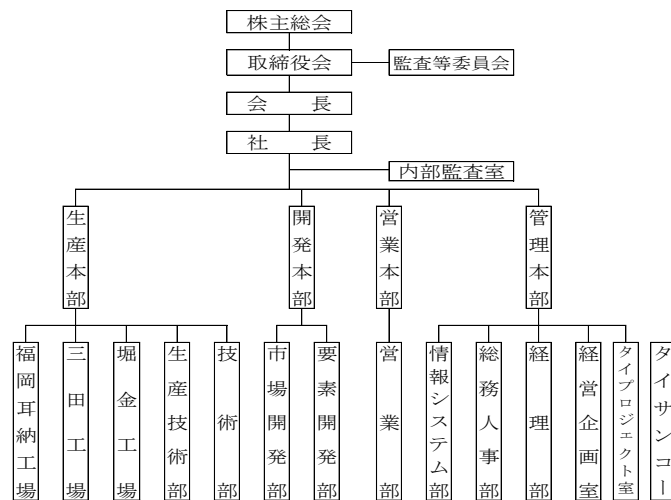 株主総会
取締役会
監査等委員会
会長
社長
内部監査室
生産本部
開発本部
営業本部
管理本部
福岡耳納工場
三田工場
堀金工場
生産技術部
技術部
市場開発部
要素開発部
営業部
情報システム部
総務人事部
経理部
経営企画室
タイプロジェクト室
タイサンコー